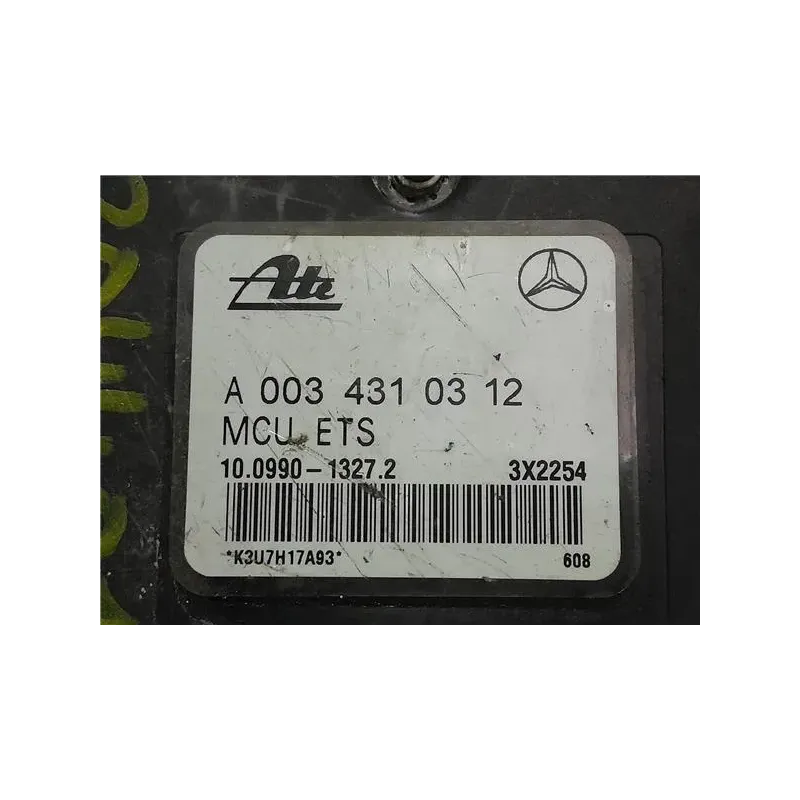 Ate
A 003 431 03 12
MCU ETS
10.0990-1327.2 3X2254
*K3U7H17A93* 608